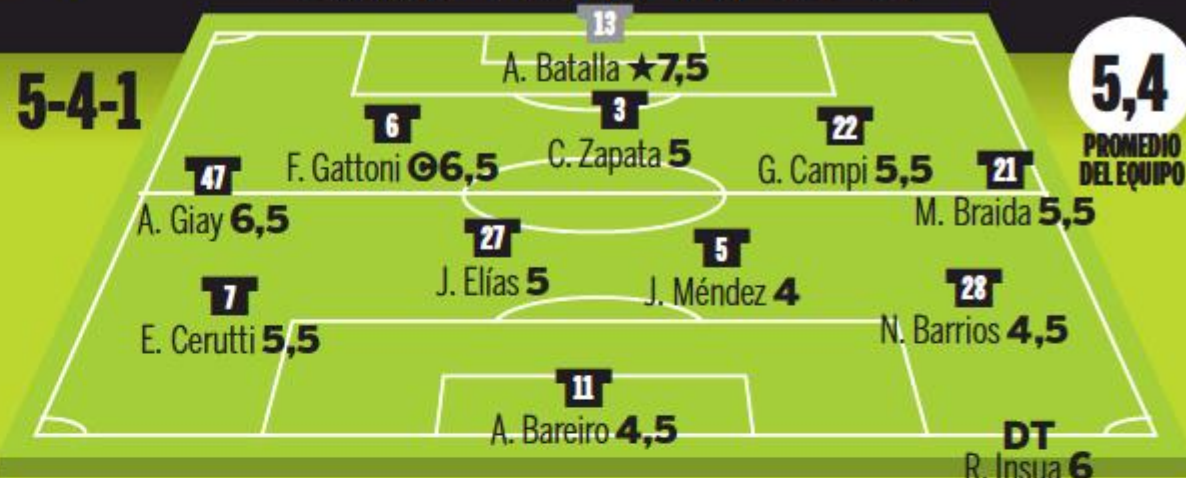 13
A. Batalla ★7,5
5-4-1
5,4
PROMEDIO
DEL EQUIPO
6
F. Gattoni Ⓒ6,5
3
C. Zapata 5
22
G. Campi 5,5
47
A. Giay 6,5
21
M. Braida 5,5
27
J. Elías 5
5
J. Méndez 4
7
E. Cerutti 5,5
28
N. Barrios 4,5
11
A. Bareiro 4,5
DT
R. Insua 6